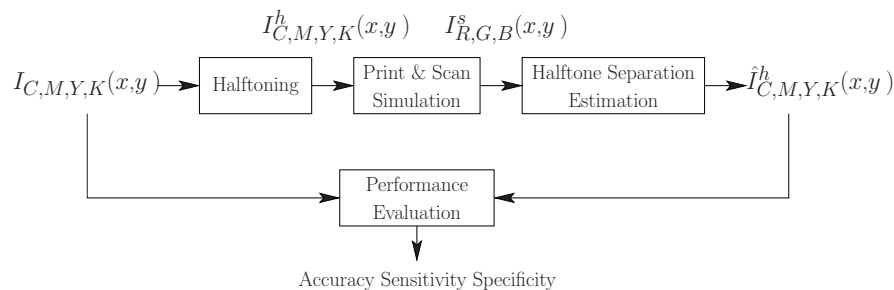 I^h_{C,M,Y,K}(x,y) I^s_{R,G,B}(x,y)
I_{C,M,Y,K}(x,y)
Halftoning
Print & Scan
Simulation
Halftone Separation
Estimation
Î^h_{C,M,Y,K}(x,y)
Performance
Evaluation
Accuracy Sensitivity Specificity